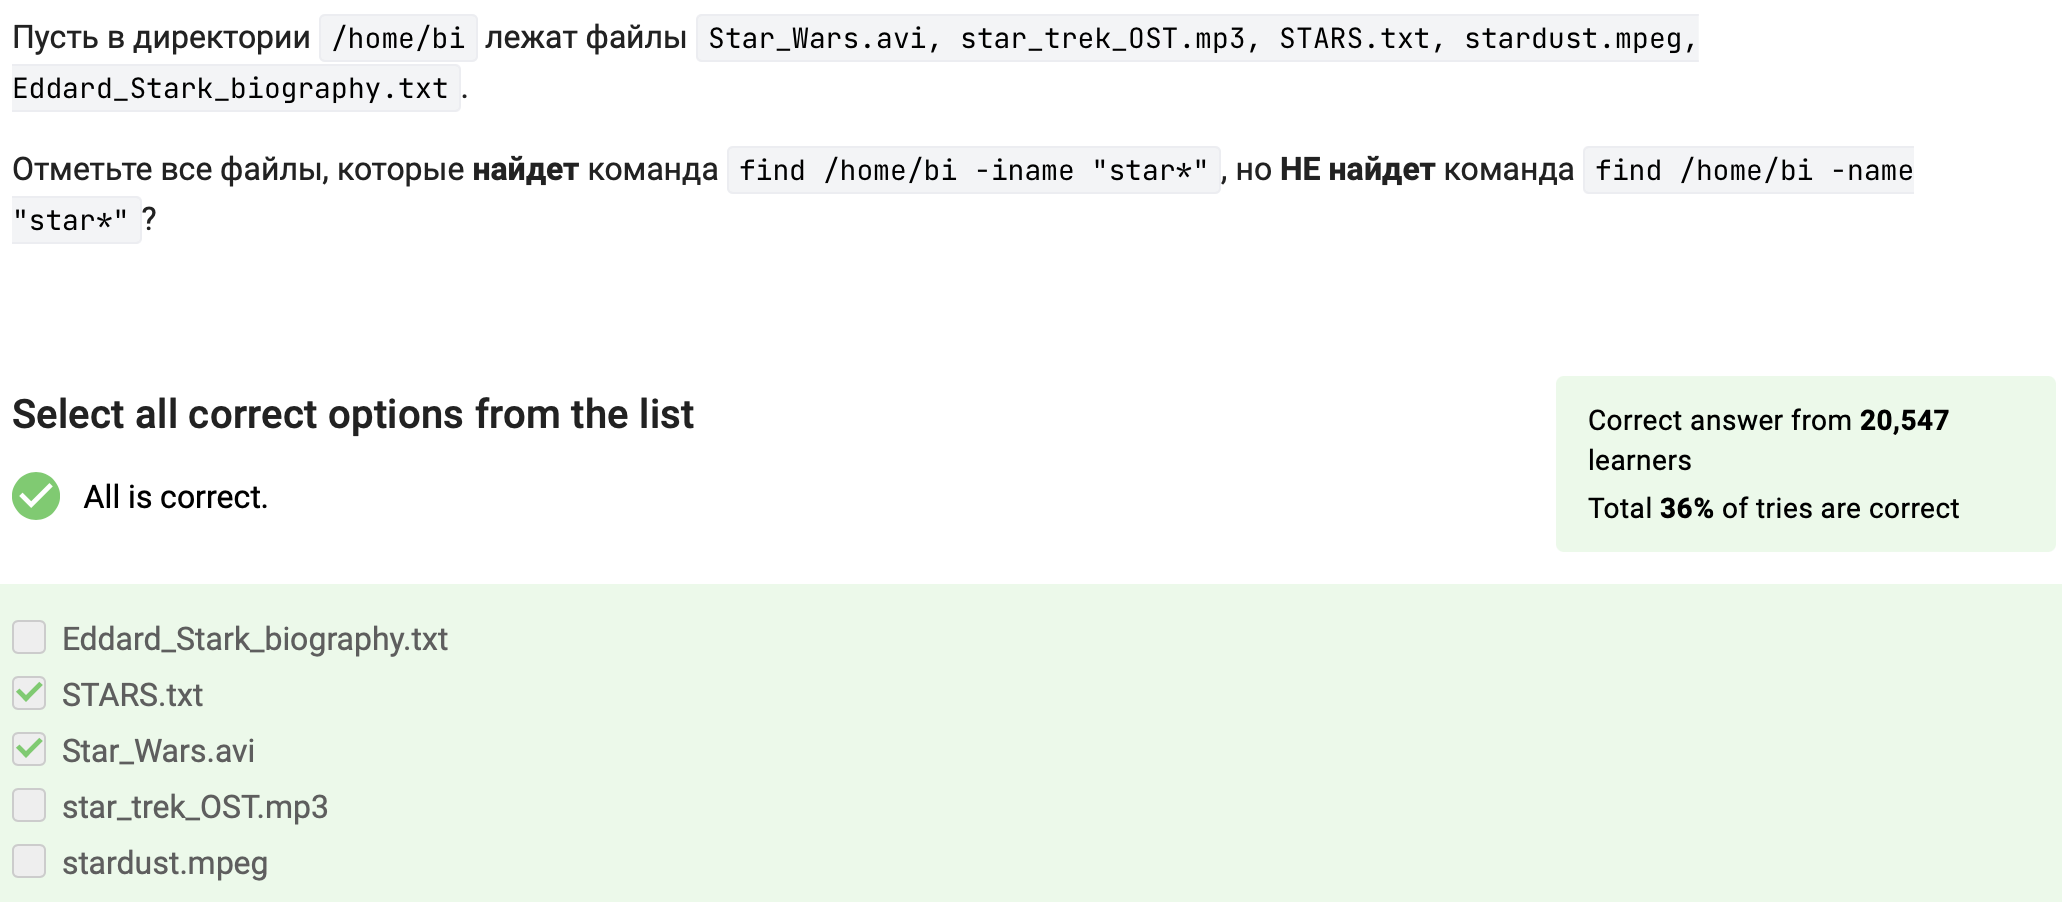 Пусть в директории /home/bi лежат файлы Star_Wars.avi, star_trek_OST.mp3, STARS.txt, stardust.mpeg,
Eddard_Stark_biography.txt.
Отметьте все файлы, которые найдет команда find /home/bi -iname "star*", но НЕ найдет команда find /home/bi -name
"star*"?
Select all correct options from the list
All is correct.
Correct answer from 20,547
learners
Total 36% of tries are correct
Eddard_Stark_biography.txt
STARS.txt
Star_Wars.avi
star_trek_OST.mp3
stardust.mpeg